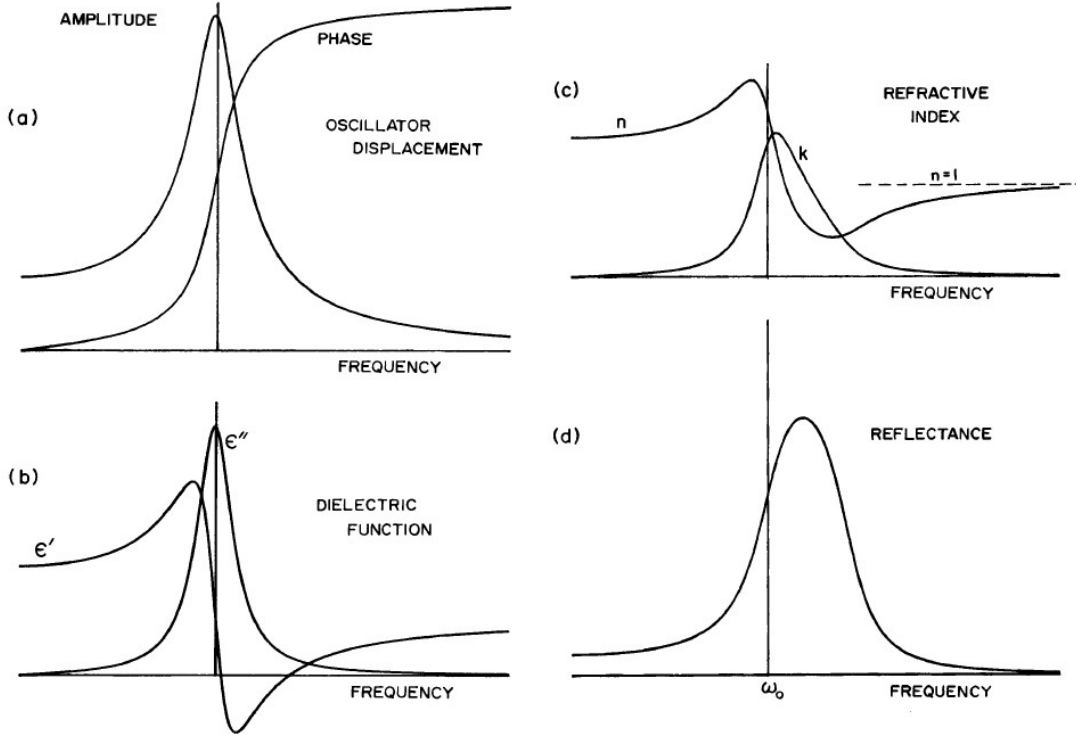 AMPLITUDE
PHASE
(a)
OSCILLATOR
DISPLACEMENT
FREQUENCY
(b)
ϵ″
ϵ′
DIELECTRIC
FUNCTION
FREQUENCY
(c)
n
k
REFRACTIVE
INDEX
n=1
FREQUENCY
(d)
REFLECTANCE
ω₀
FREQUENCY